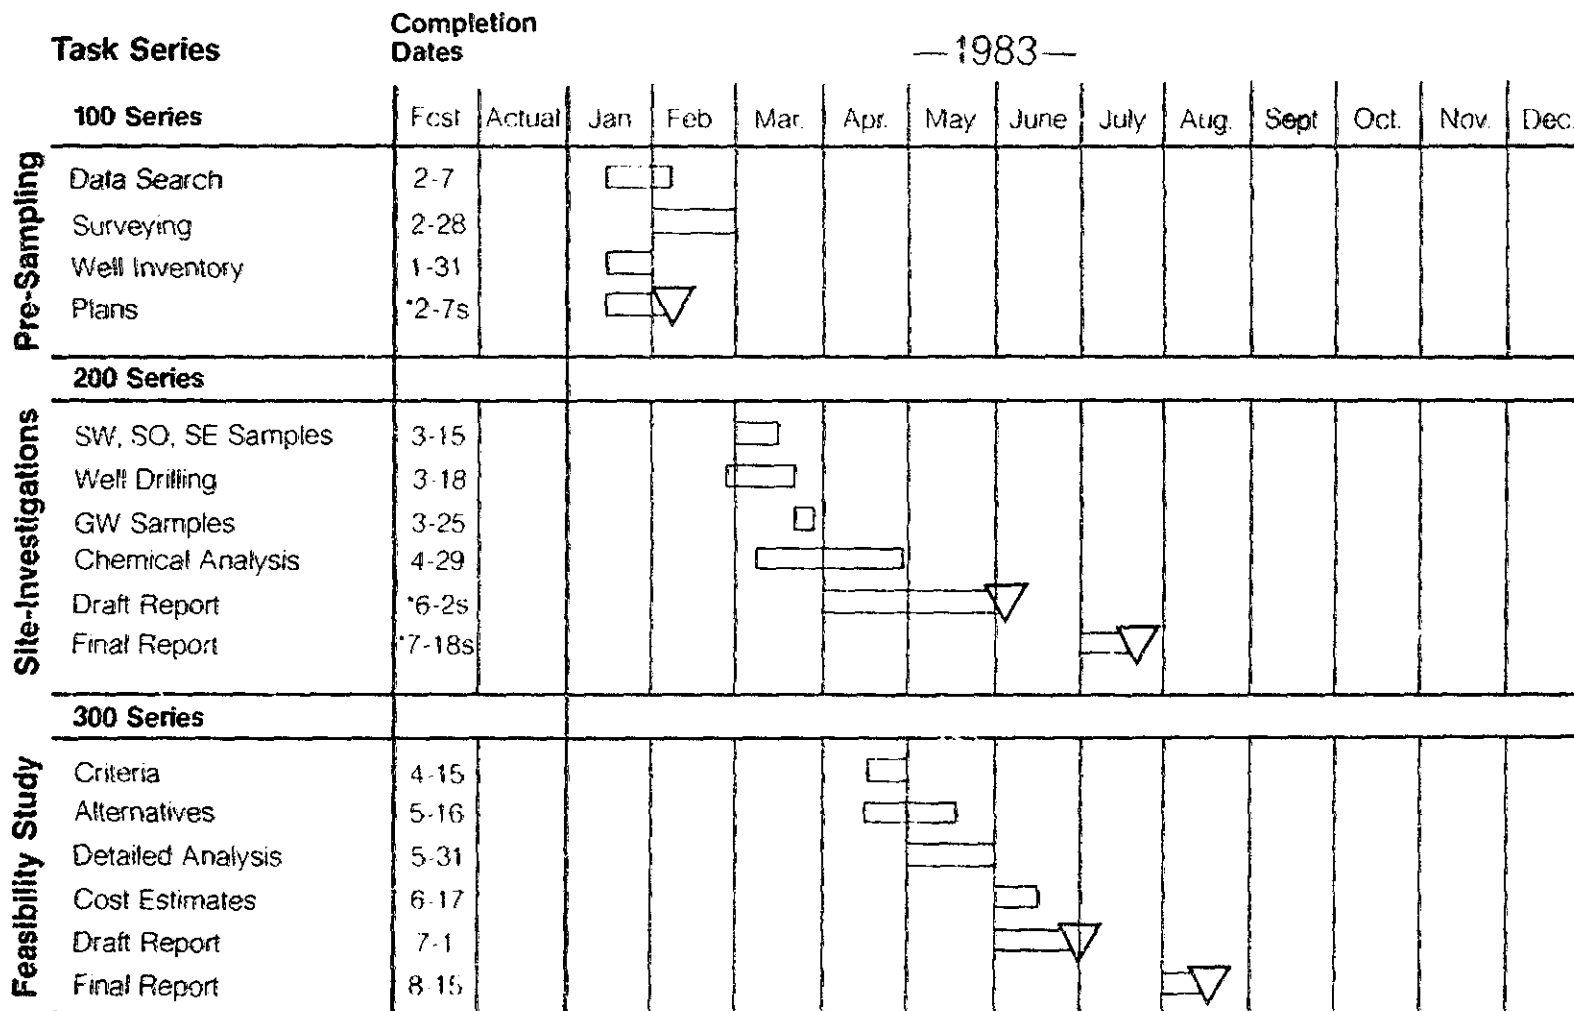 Task Series Completion Dates —1983—
100 Series Fcst Actual Jan Feb Mar. Apr. May June July Aug. Sept Oct. Nov. Dec.
Pre-Sampling
Data Search 2-7
Surveying 2-28
Well Inventory 1-31
Plans *2-7s
200 Series
Site-Investigations
SW, SO, SE Samples 3-15
Well Drilling 3-18
GW Samples 3-25
Chemical Analysis 4-29
Draft Report *6-2s
Final Report *7-18s
300 Series
Feasibility Study
Criteria 4-15
Alternatives 5-16
Detailed Analysis 5-31
Cost Estimates 6-17
Draft Report 7-1
Final Report 8-15